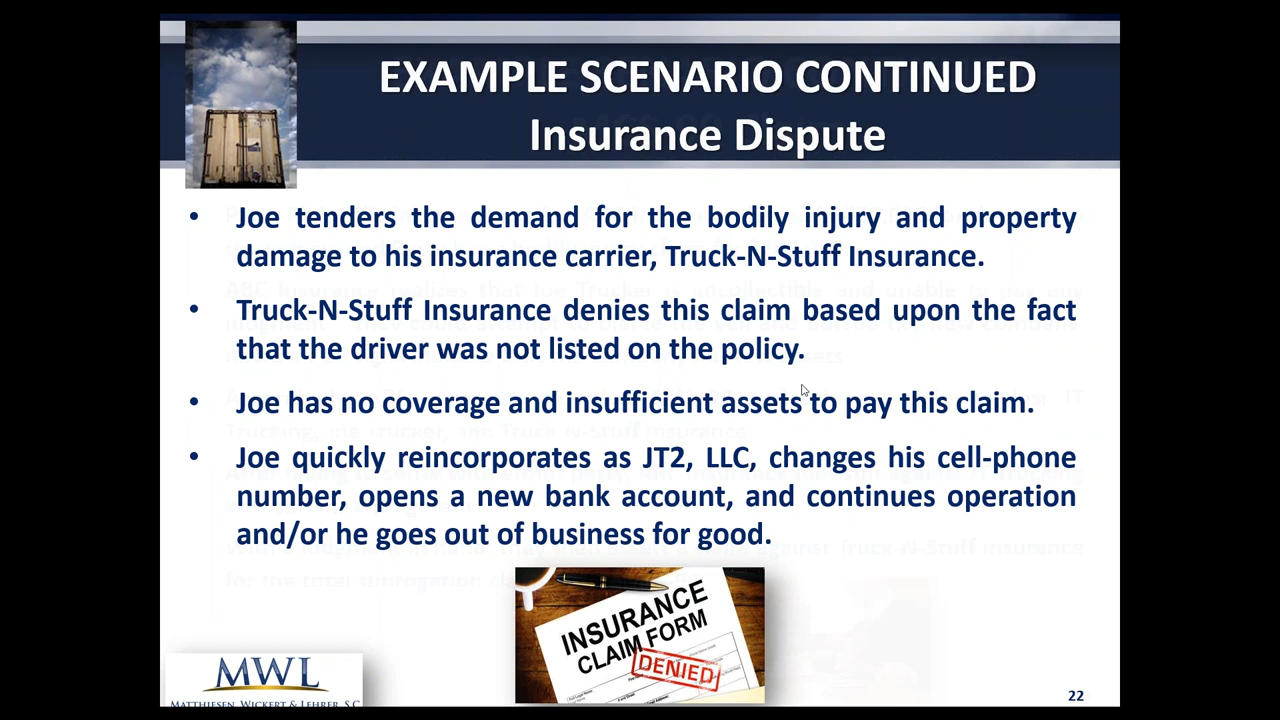 EXAMPLE SCENARIO CONTINUED
Insurance Dispute
• Joe tenders the demand for the bodily injury and property
damage to his insurance carrier, Truck-N-Stuff Insurance.
• Truck-N-Stuff Insurance denies this claim based upon the fact
that the driver was not listed on the policy.
• Joe has no coverage and insufficient assets to pay this claim.
• Joe quickly reincorporates as JT2, LLC, changes his cell-phone
number, opens a new bank account, and continues operation
and/or he goes out of business for good.
INSURANCE
CLAIM FORM
DENIED
MWL
MATTHIESEN, WICKERT & LEHRER, S.C.
22